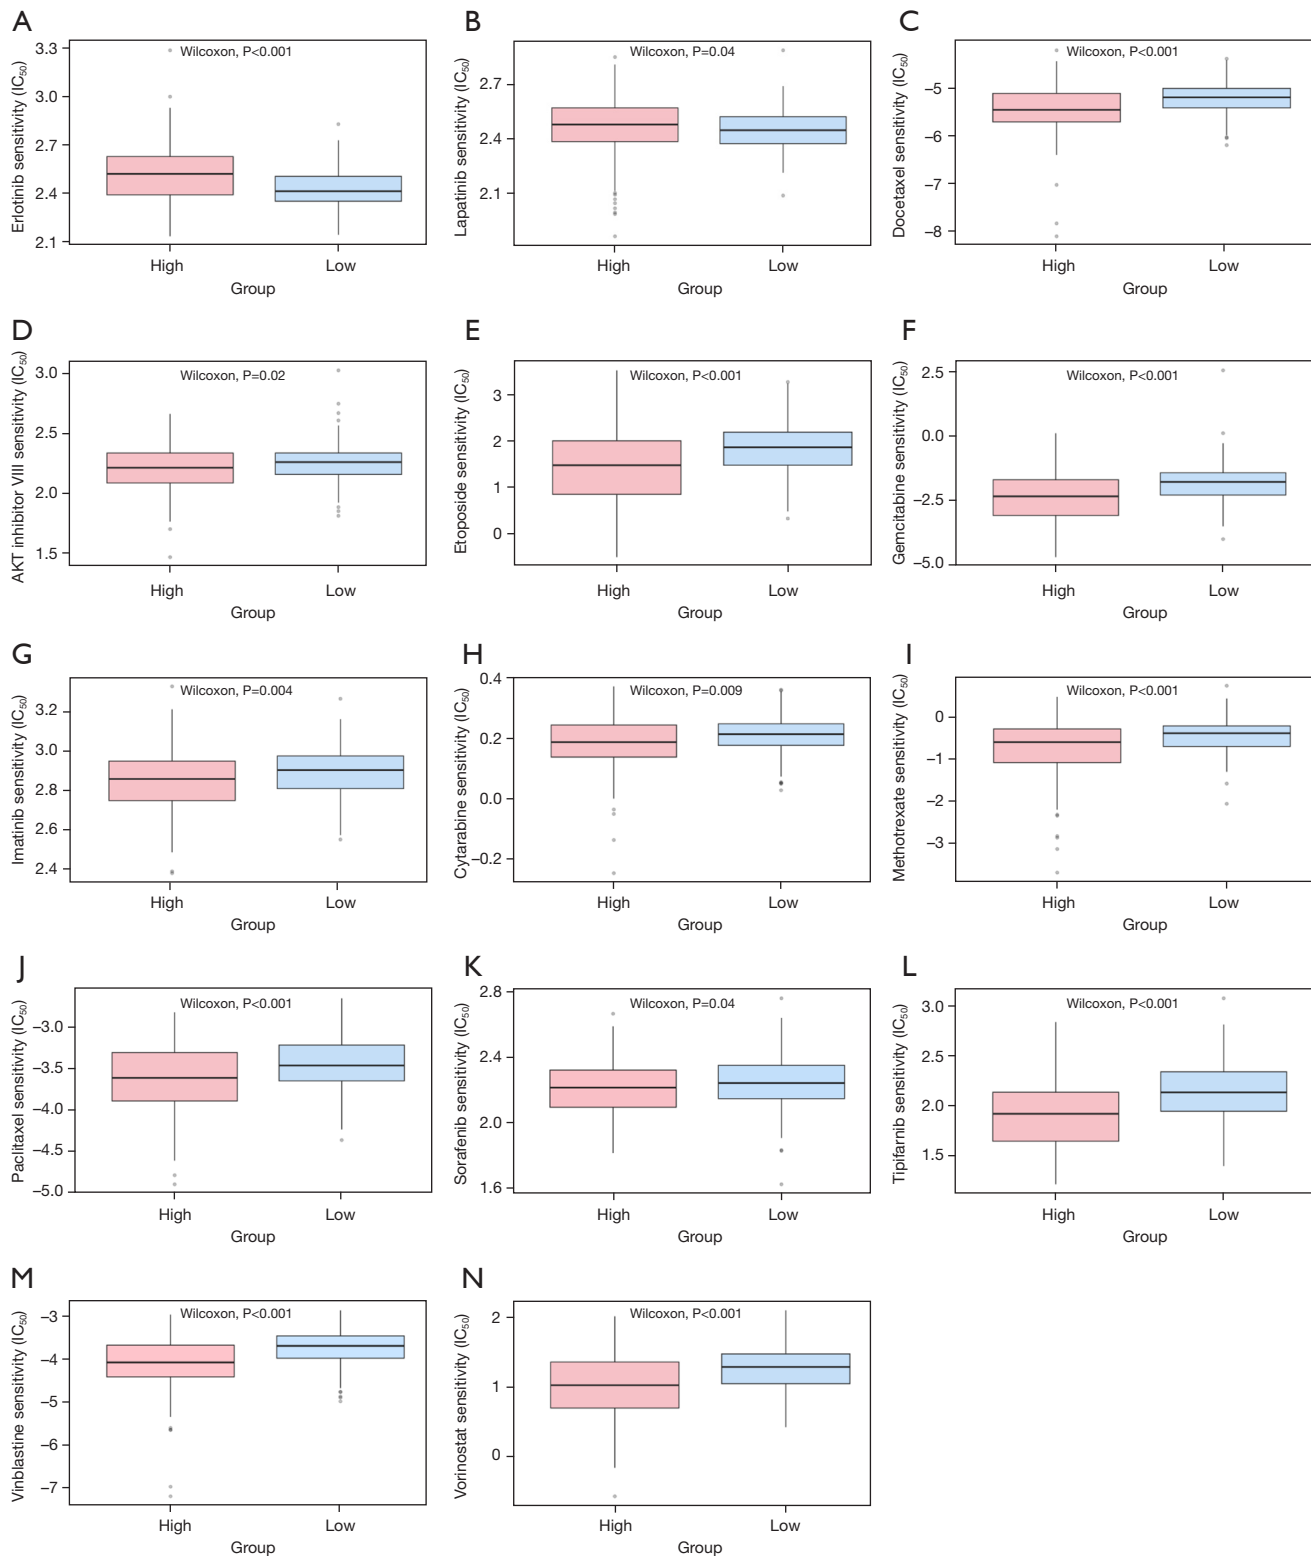 A
Wilcoxon, P<0.001
Erlotinib sensitivity (IC50)
3.3
3.0
2.7
2.4
2.1
High
Low
Group
B
Wilcoxon, P=0.04
Lapatinib sensitivity (IC50)
2.7
2.4
2.1
High
Low
Group
C
Wilcoxon, P<0.001
Docetaxel sensitivity (IC50)
–5
–6
–7
–8
High
Low
Group
D
Wilcoxon, P=0.02
AKT inhibitor VIII sensitivity (IC50)
3.0
2.5
2.0
1.5
High
Low
Group
E
Wilcoxon, P<0.001
Etoposide sensitivity (IC50)
3
2
1
0
High
Low
Group
F
Wilcoxon, P<0.001
Gemcitabine sensitivity (IC50)
2.5
0.0
–2.5
–5.0
High
Low
Group
G
Wilcoxon, P=0.004
Imatinib sensitivity (IC50)
3.2
3.0
2.8
2.6
2.4
High
Low
Group
H
Wilcoxon, P=0.009
Cytarabine sensitivity (IC50)
0.4
0.2
0.0
–0.2
High
Low
Group
I
Wilcoxon, P<0.001
Methotrexate sensitivity (IC50)
0
–1
–2
–3
High
Low
Group
J
Wilcoxon, P<0.001
Paclitaxel sensitivity (IC50)
–3.0
–3.5
–4.0
–4.5
–5.0
High
Low
Group
K
Wilcoxon, P=0.04
Sorafenib sensitivity (IC50)
2.8
2.4
2.0
1.6
High
Low
Group
L
Wilcoxon, P<0.001
Tipifarnib sensitivity (IC50)
3.0
2.5
2.0
1.5
High
Low
Group
M
Wilcoxon, P<0.001
Vinblastine sensitivity (IC50)
–3
–4
–5
–6
–7
High
Low
Group
N
Wilcoxon, P<0.001
Vorinostat sensitivity (IC50)
2
1
0
High
Low
Group